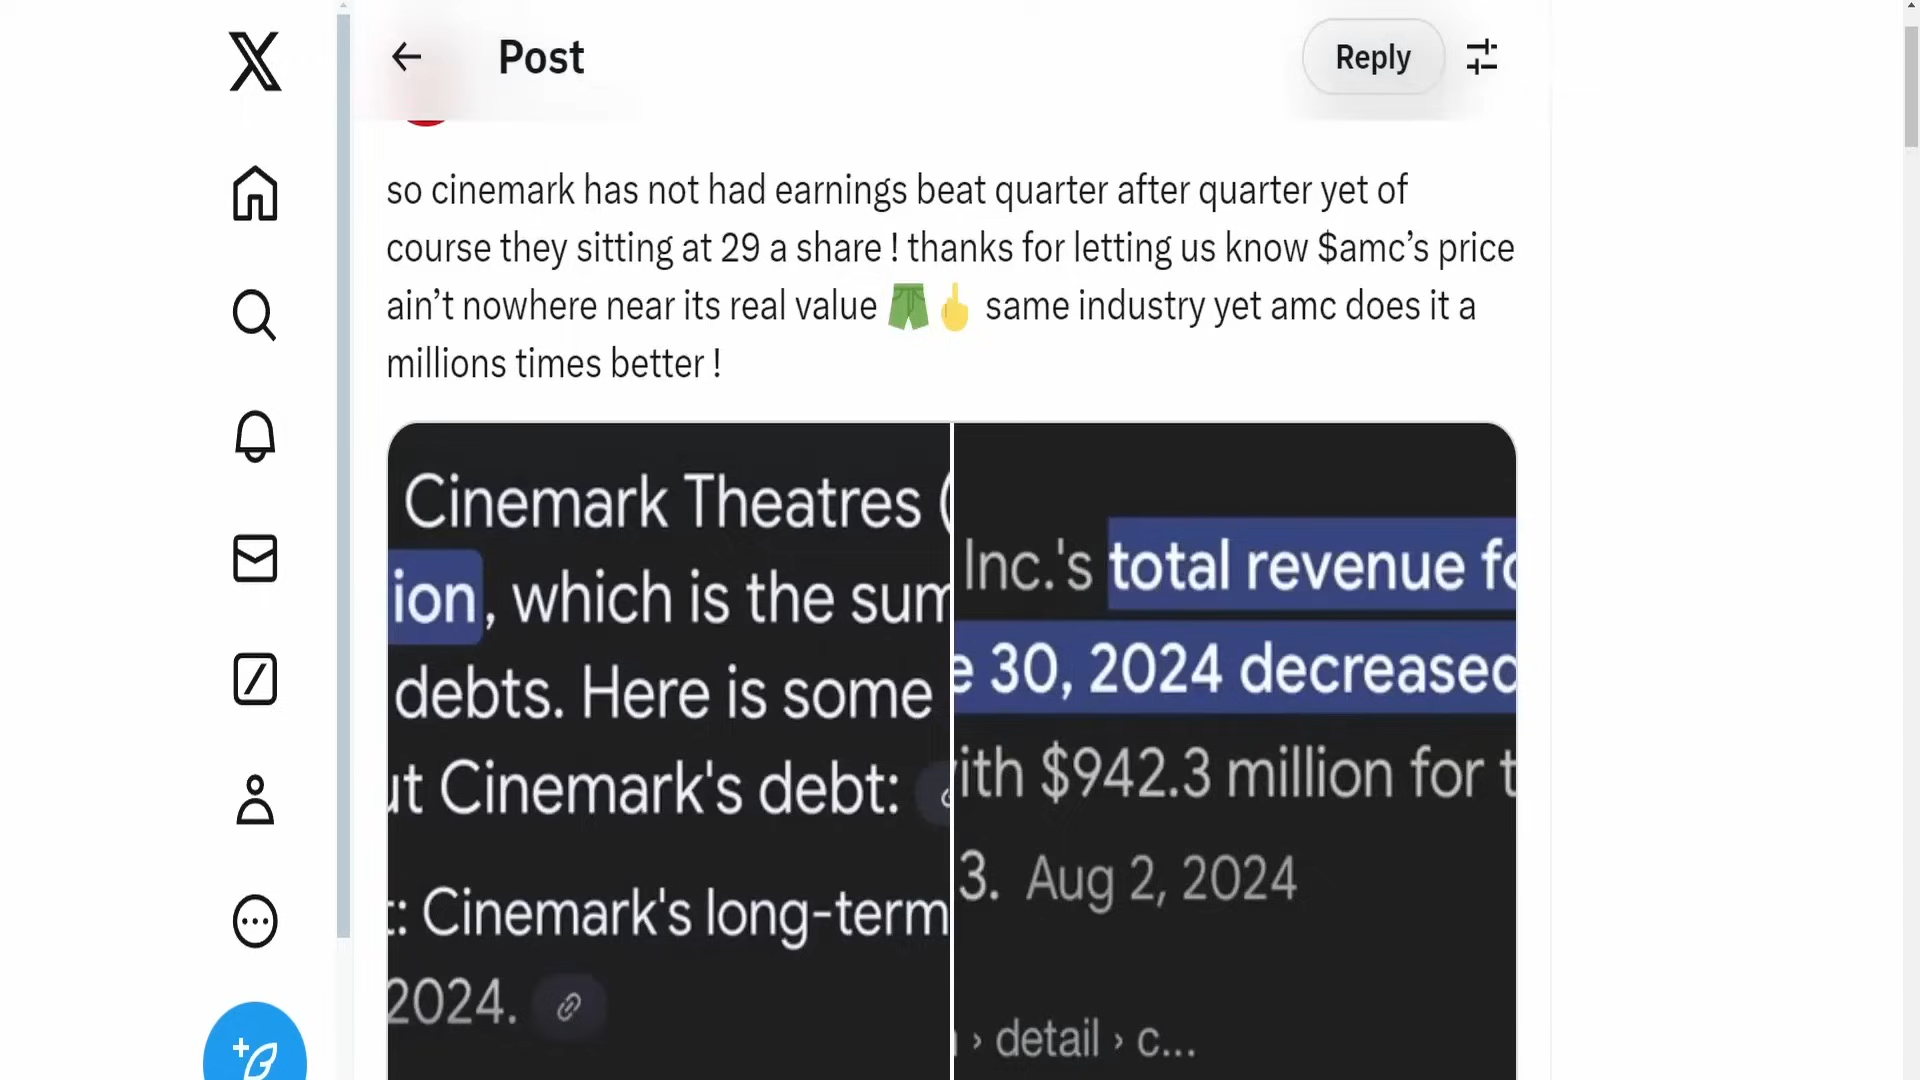 Post
Reply
so cinemark has not had earnings beat quarter after quarter yet of
course they sitting at 29 a share ! thanks for letting us know $amc’s price
ain’t nowhere near its real value 🩳🖕 same industry yet amc does it a
millions times better !
Cinemark Theatres (
ion, which is the sum
debts. Here is some
ut Cinemark's debt:
t: Cinemark's long-term
2024.
Inc.'s total revenue fo
e 30, 2024 decreased
ith $942.3 million for t
3. Aug 2, 2024
› detail › c...